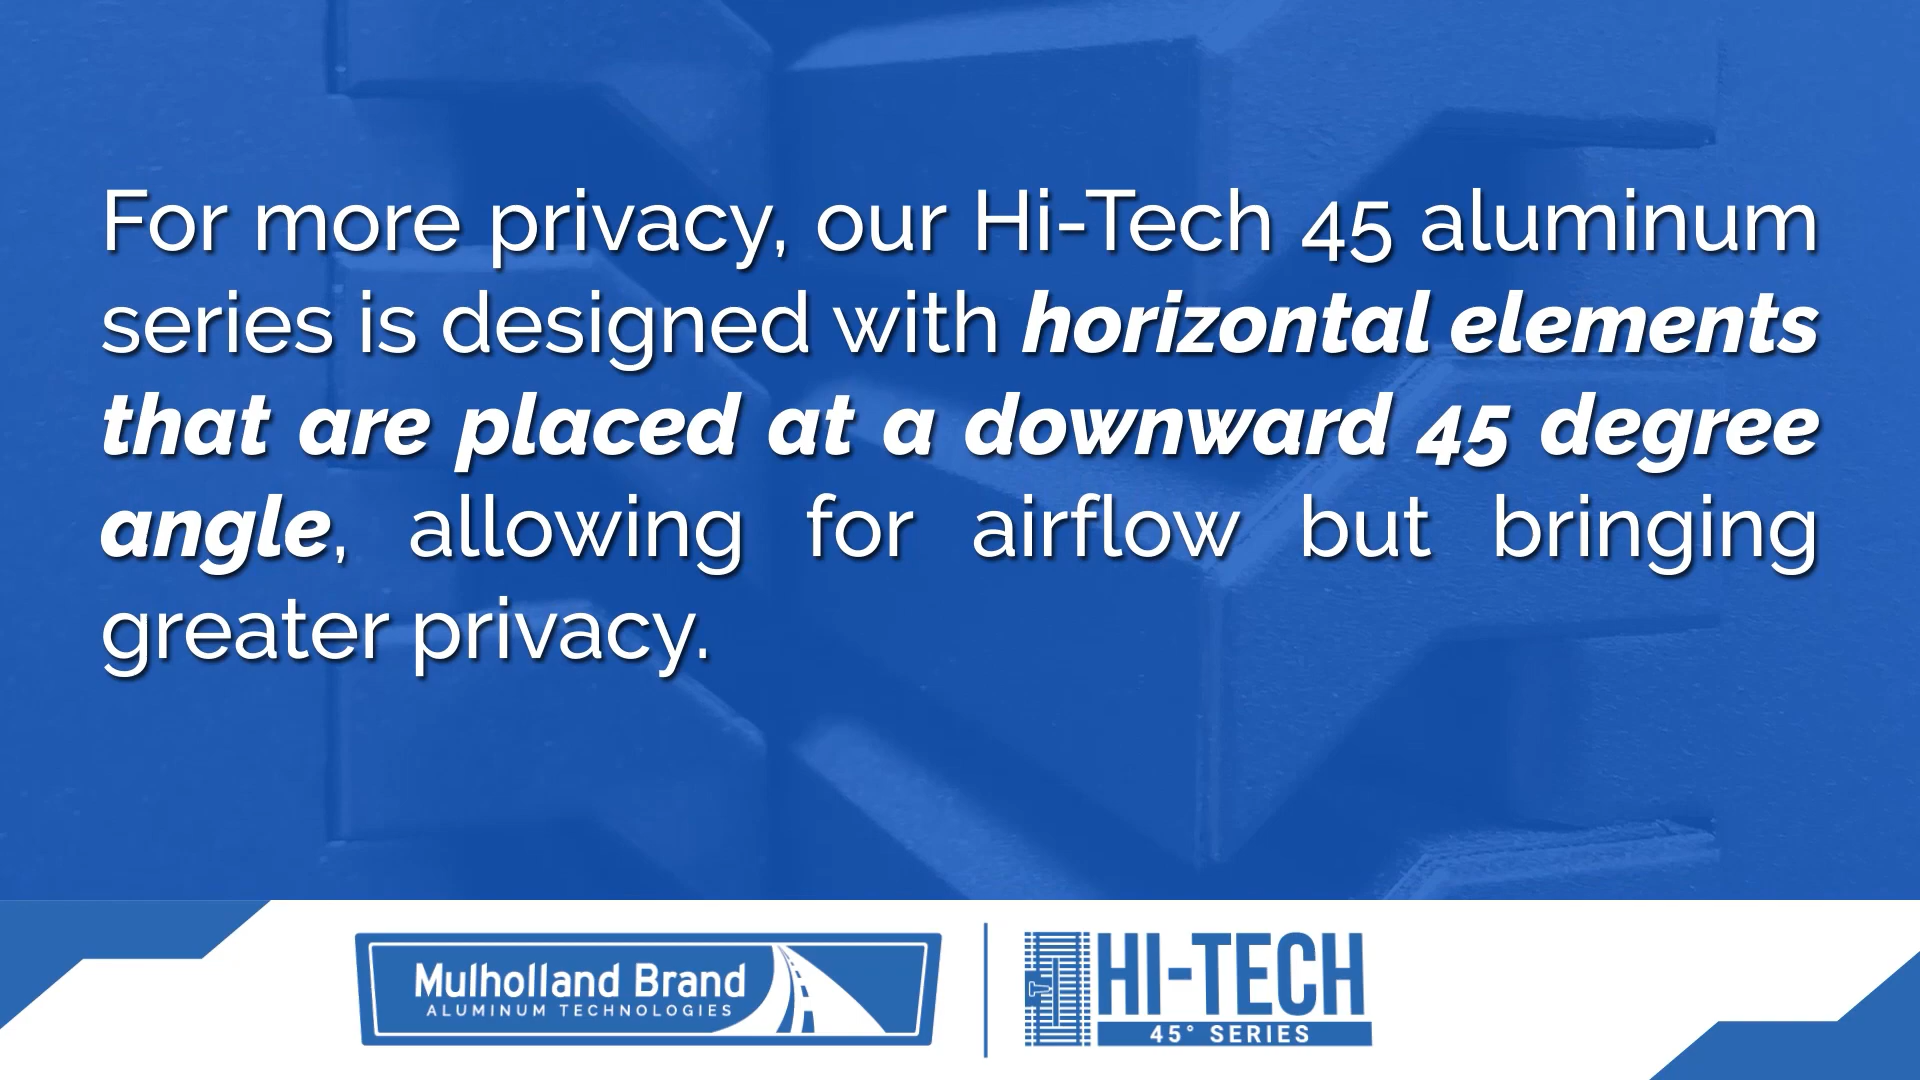 For more privacy, our Hi-Tech 45 aluminum
series is designed with horizontal elements
that are placed at a downward 45 degree
angle, allowing for airflow but bringing
greater privacy.
Mulholland Brand
ALUMINUM TECHNOLOGIES
HI-TECH
45° SERIES